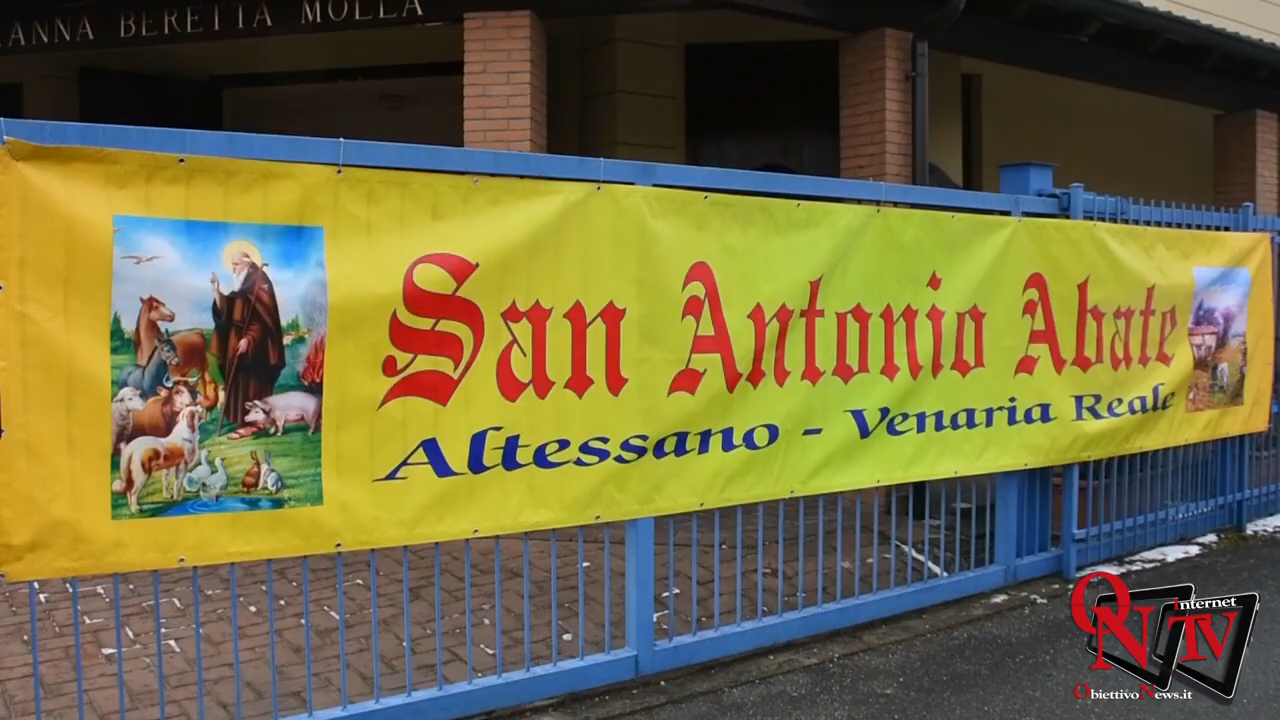 ANNA BERETTA MOLLA
San Antonio Abate
Altessano - Venaria Reale
ON Internet TV
ObiettivoNews.it